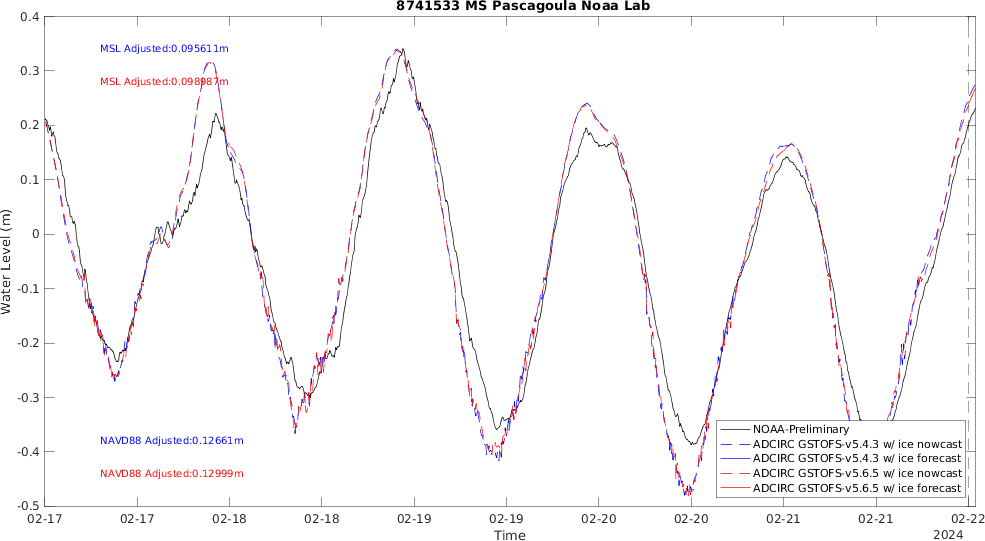 8741533 MS Pascagoula Noaa Lab
0.4
0.3
0.2
0.1
0
-0.1
-0.2
-0.3
-0.4
-0.5
Water Level (m)
MSL Adjusted:0.095611m
MSL Adjusted:0.098987m
NAVD88 Adjusted:0.12661m
NAVD88 Adjusted:0.12999m
NOAA-Preliminary
ADCIRC GSTOFS-v5.4.3 w/ ice nowcast
ADCIRC GSTOFS-v5.4.3 w/ ice forecast
ADCIRC GSTOFS-v5.6.5 w/ ice nowcast
ADCIRC GSTOFS-v5.6.5 w/ ice forecast
02-17 02-17 02-18 02-18 02-19 02-19 02-20 02-20 02-21 02-21 02-22
2024
Time